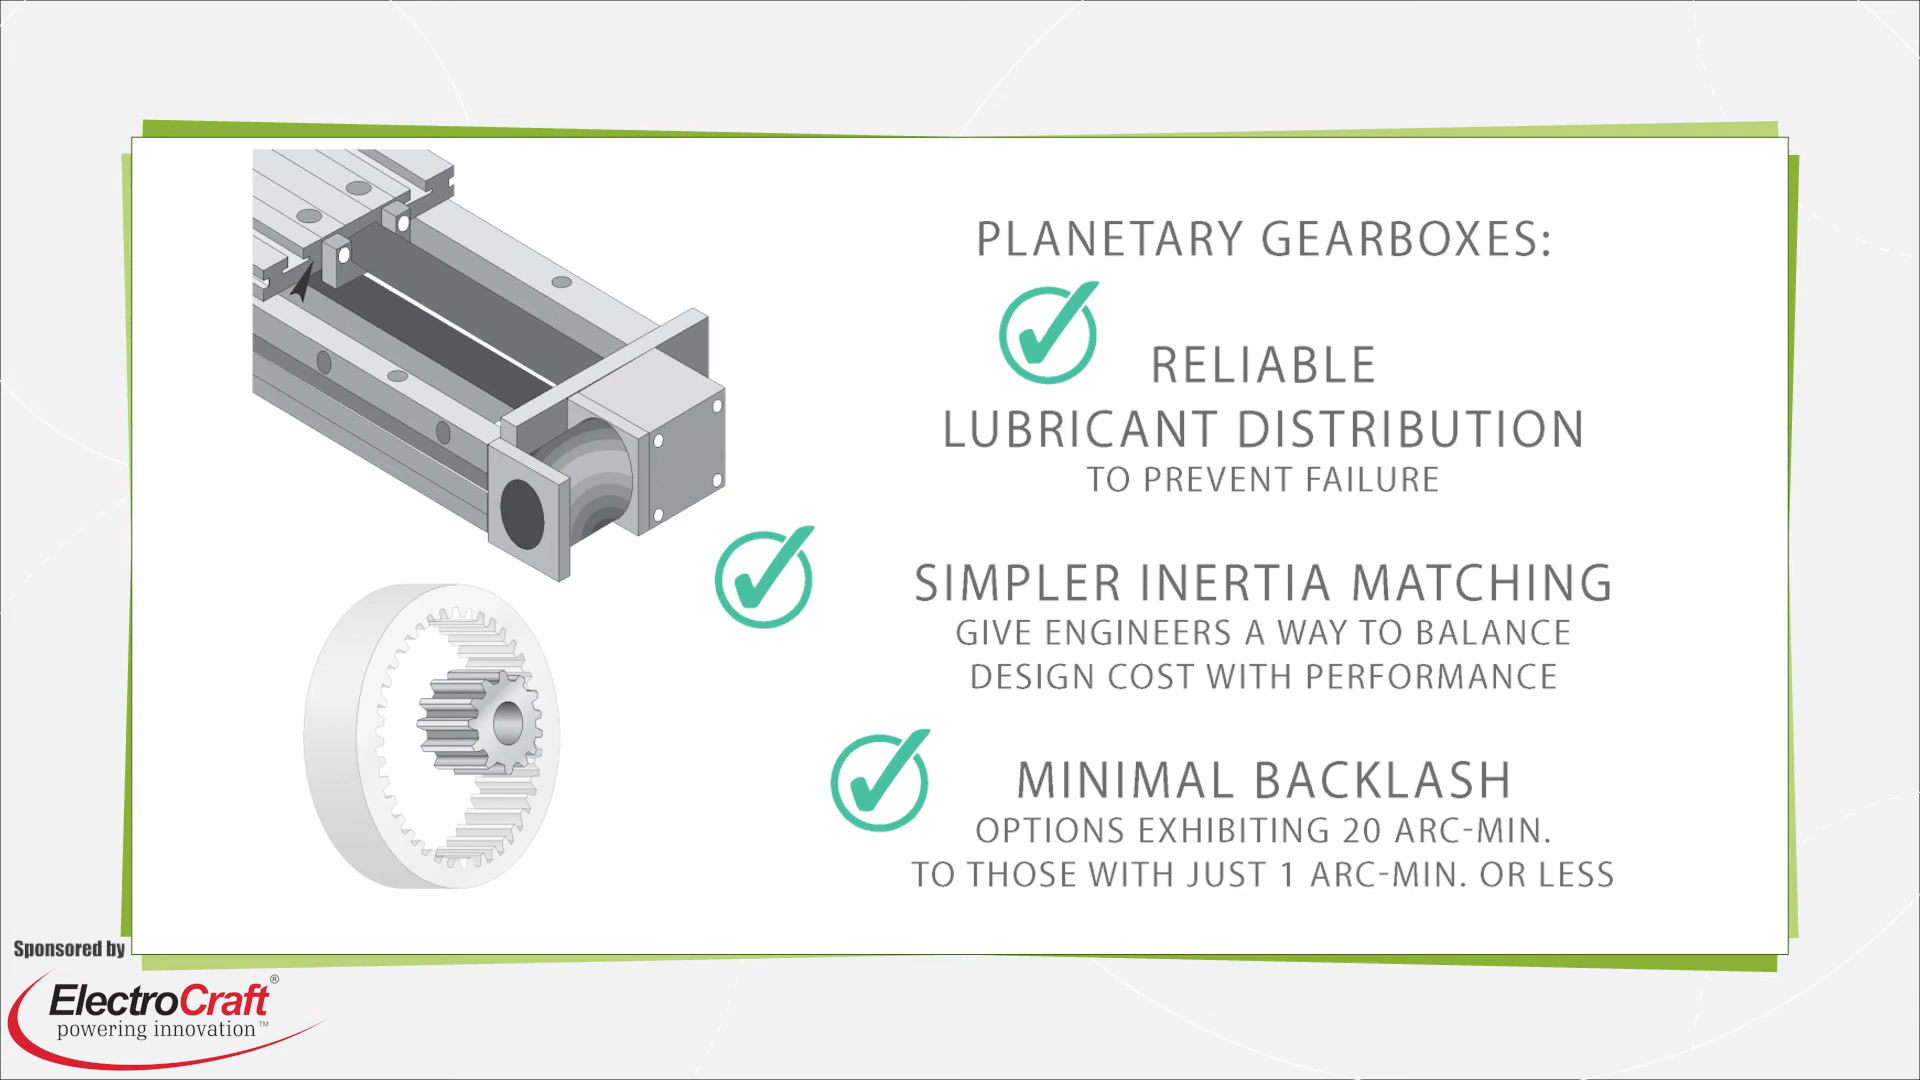 PLANETARY GEARBOXES:
RELIABLE
LUBRICANT DISTRIBUTION
TO PREVENT FAILURE
SIMPLER INERTIA MATCHING
GIVE ENGINEERS A WAY TO BALANCE
DESIGN COST WITH PERFORMANCE
MINIMAL BACKLASH
OPTIONS EXHIBITING 20 ARC-MIN.
TO THOSE WITH JUST 1 ARC-MIN. OR LESS
Sponsored by
ElectroCraft®
powering innovation™